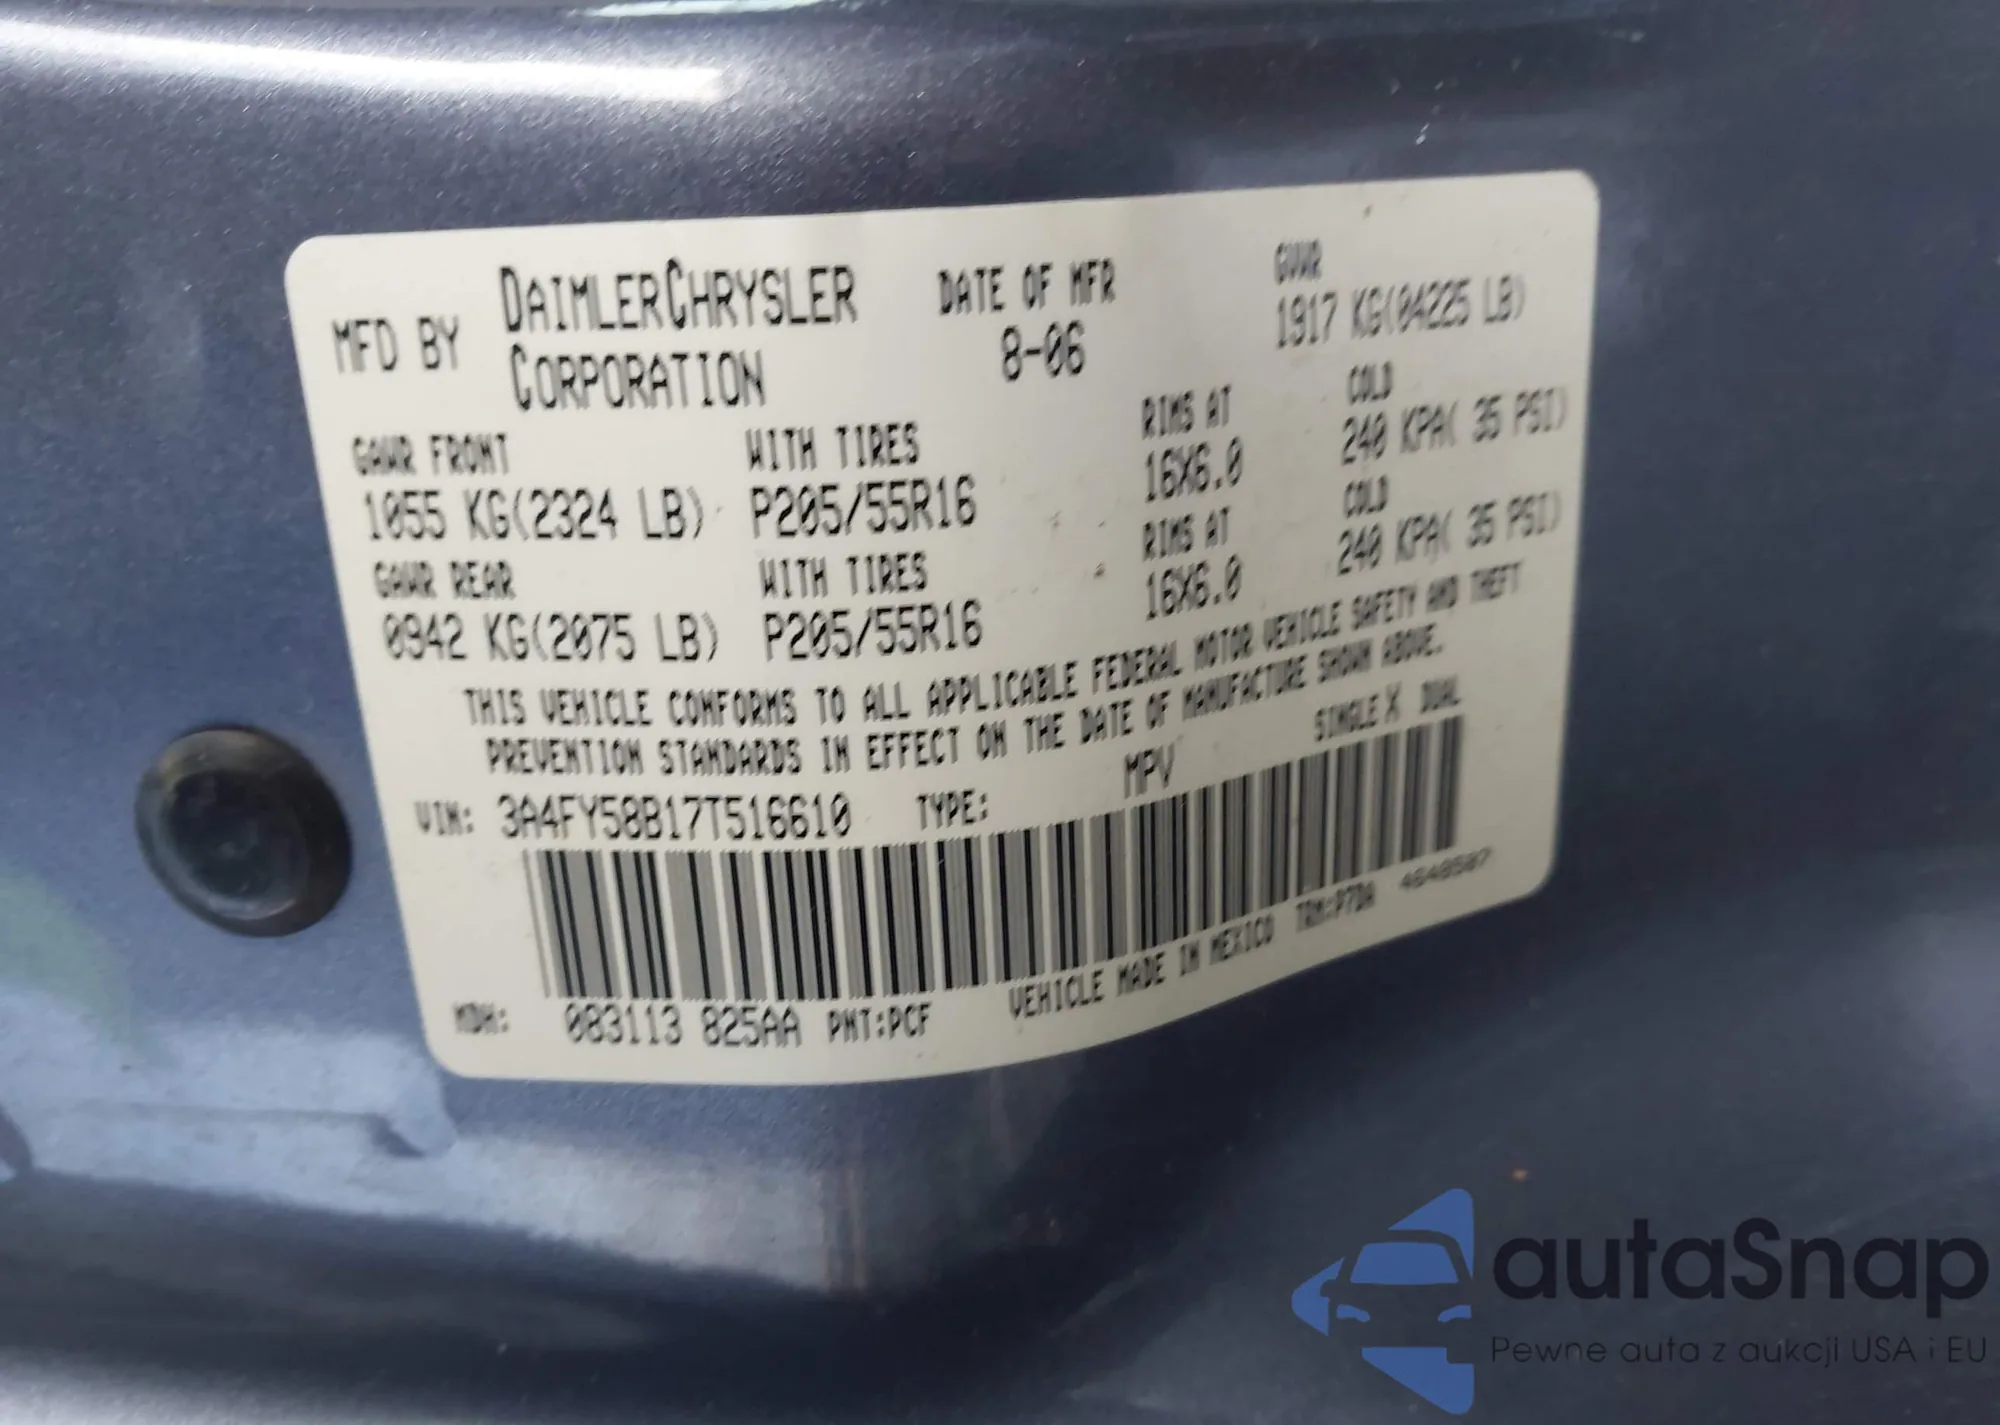 MFD BY DAIMLERCHRYSLER CORPORATION
DATE OF MFR
8-06
GVWR
1917 KG(04225 LB)
GAWR FRONT WITH TIRES RIMS AT COLD
1055 KG(2324 LB) P205/55R16 16X6.0 240 KPA( 35 PSI)
GAWR REAR WITH TIRES RIMS AT COLD
0942 KG(2075 LB) P205/55R16 16X6.0 240 KPA( 35 PSI)
THIS VEHICLE CONFORMS TO ALL APPLICABLE FEDERAL MOTOR VEHICLE SAFETY AND THEFT
PREVENTION STANDARDS IN EFFECT ON THE DATE OF MANUFACTURE SHOWN ABOVE.
VIN: 3A4FY58B17T516610 TYPE: MPV SINGLE X DUAL
MDH: 083113 825AA PNT:PCF VEHICLE MADE IN MEXICO TRM:P7DA 4648507
autaSnap
Pewne auta z aukcji USA i EU